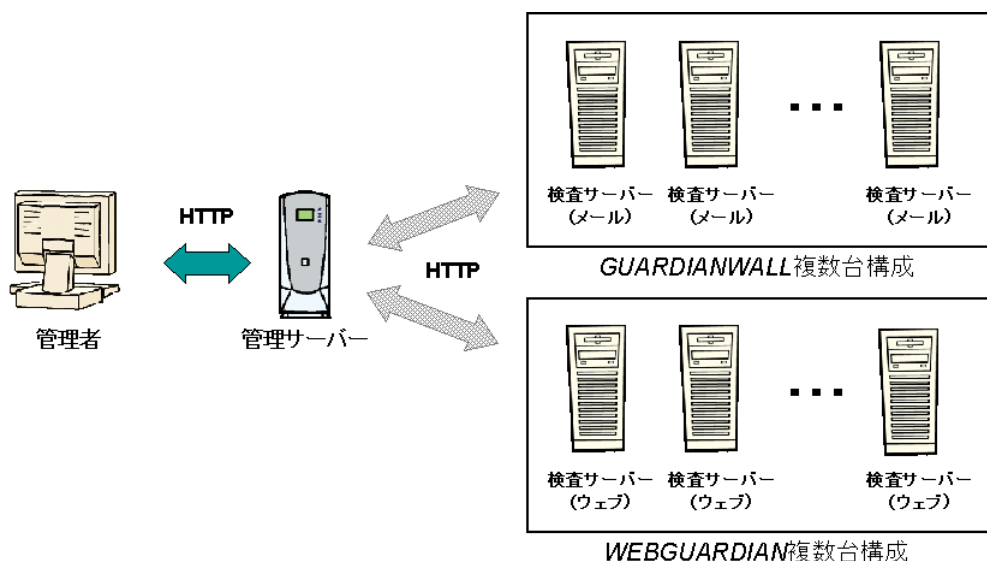 HTTP
管理者
管理サーバー
HTTP
検査サーバー
(メール)
検査サーバー
(メール)
検査サーバー
(メール)
GUARDIANWALL複数台構成
検査サーバー
(ウェブ)
検査サーバー
(ウェブ)
検査サーバー
(ウェブ)
WEBGUARDIAN複数台構成